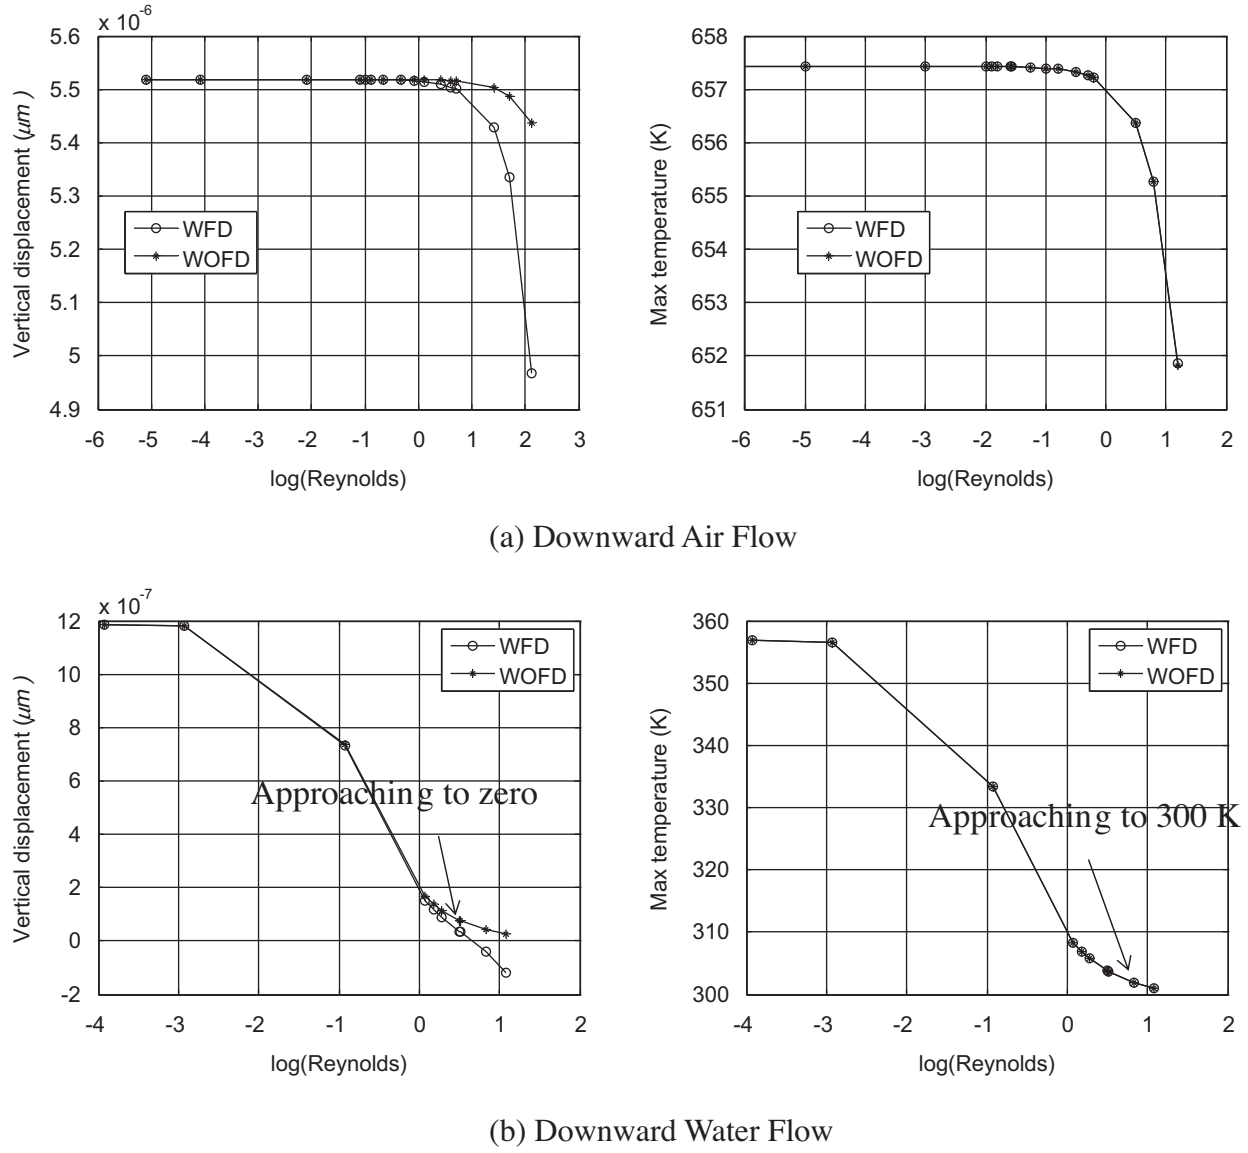 x 10^-6
5.6
5.5
5.4
5.3
5.2
5.1
5
4.9
Vertical displacement (μm)
WFD
WOFD
-6 -5 -4 -3 -2 -1 0 1 2 3
log(Reynolds)
658
657
656
655
654
653
652
651
Max temperature (K)
WFD
WOFD
-6 -5 -4 -3 -2 -1 0 1 2
log(Reynolds)
(a) Downward Air Flow
x 10^-7
12
10
8
6
4
2
0
-2
Vertical displacement (μm)
WFD
WOFD
Approaching to zero
-4 -3 -2 -1 0 1 2
log(Reynolds)
360
350
340
330
320
310
300
Max temperature (K)
WFD
WOFD
Approaching to 300 K
-4 -3 -2 -1 0 1 2
log(Reynolds)
(b) Downward Water Flow